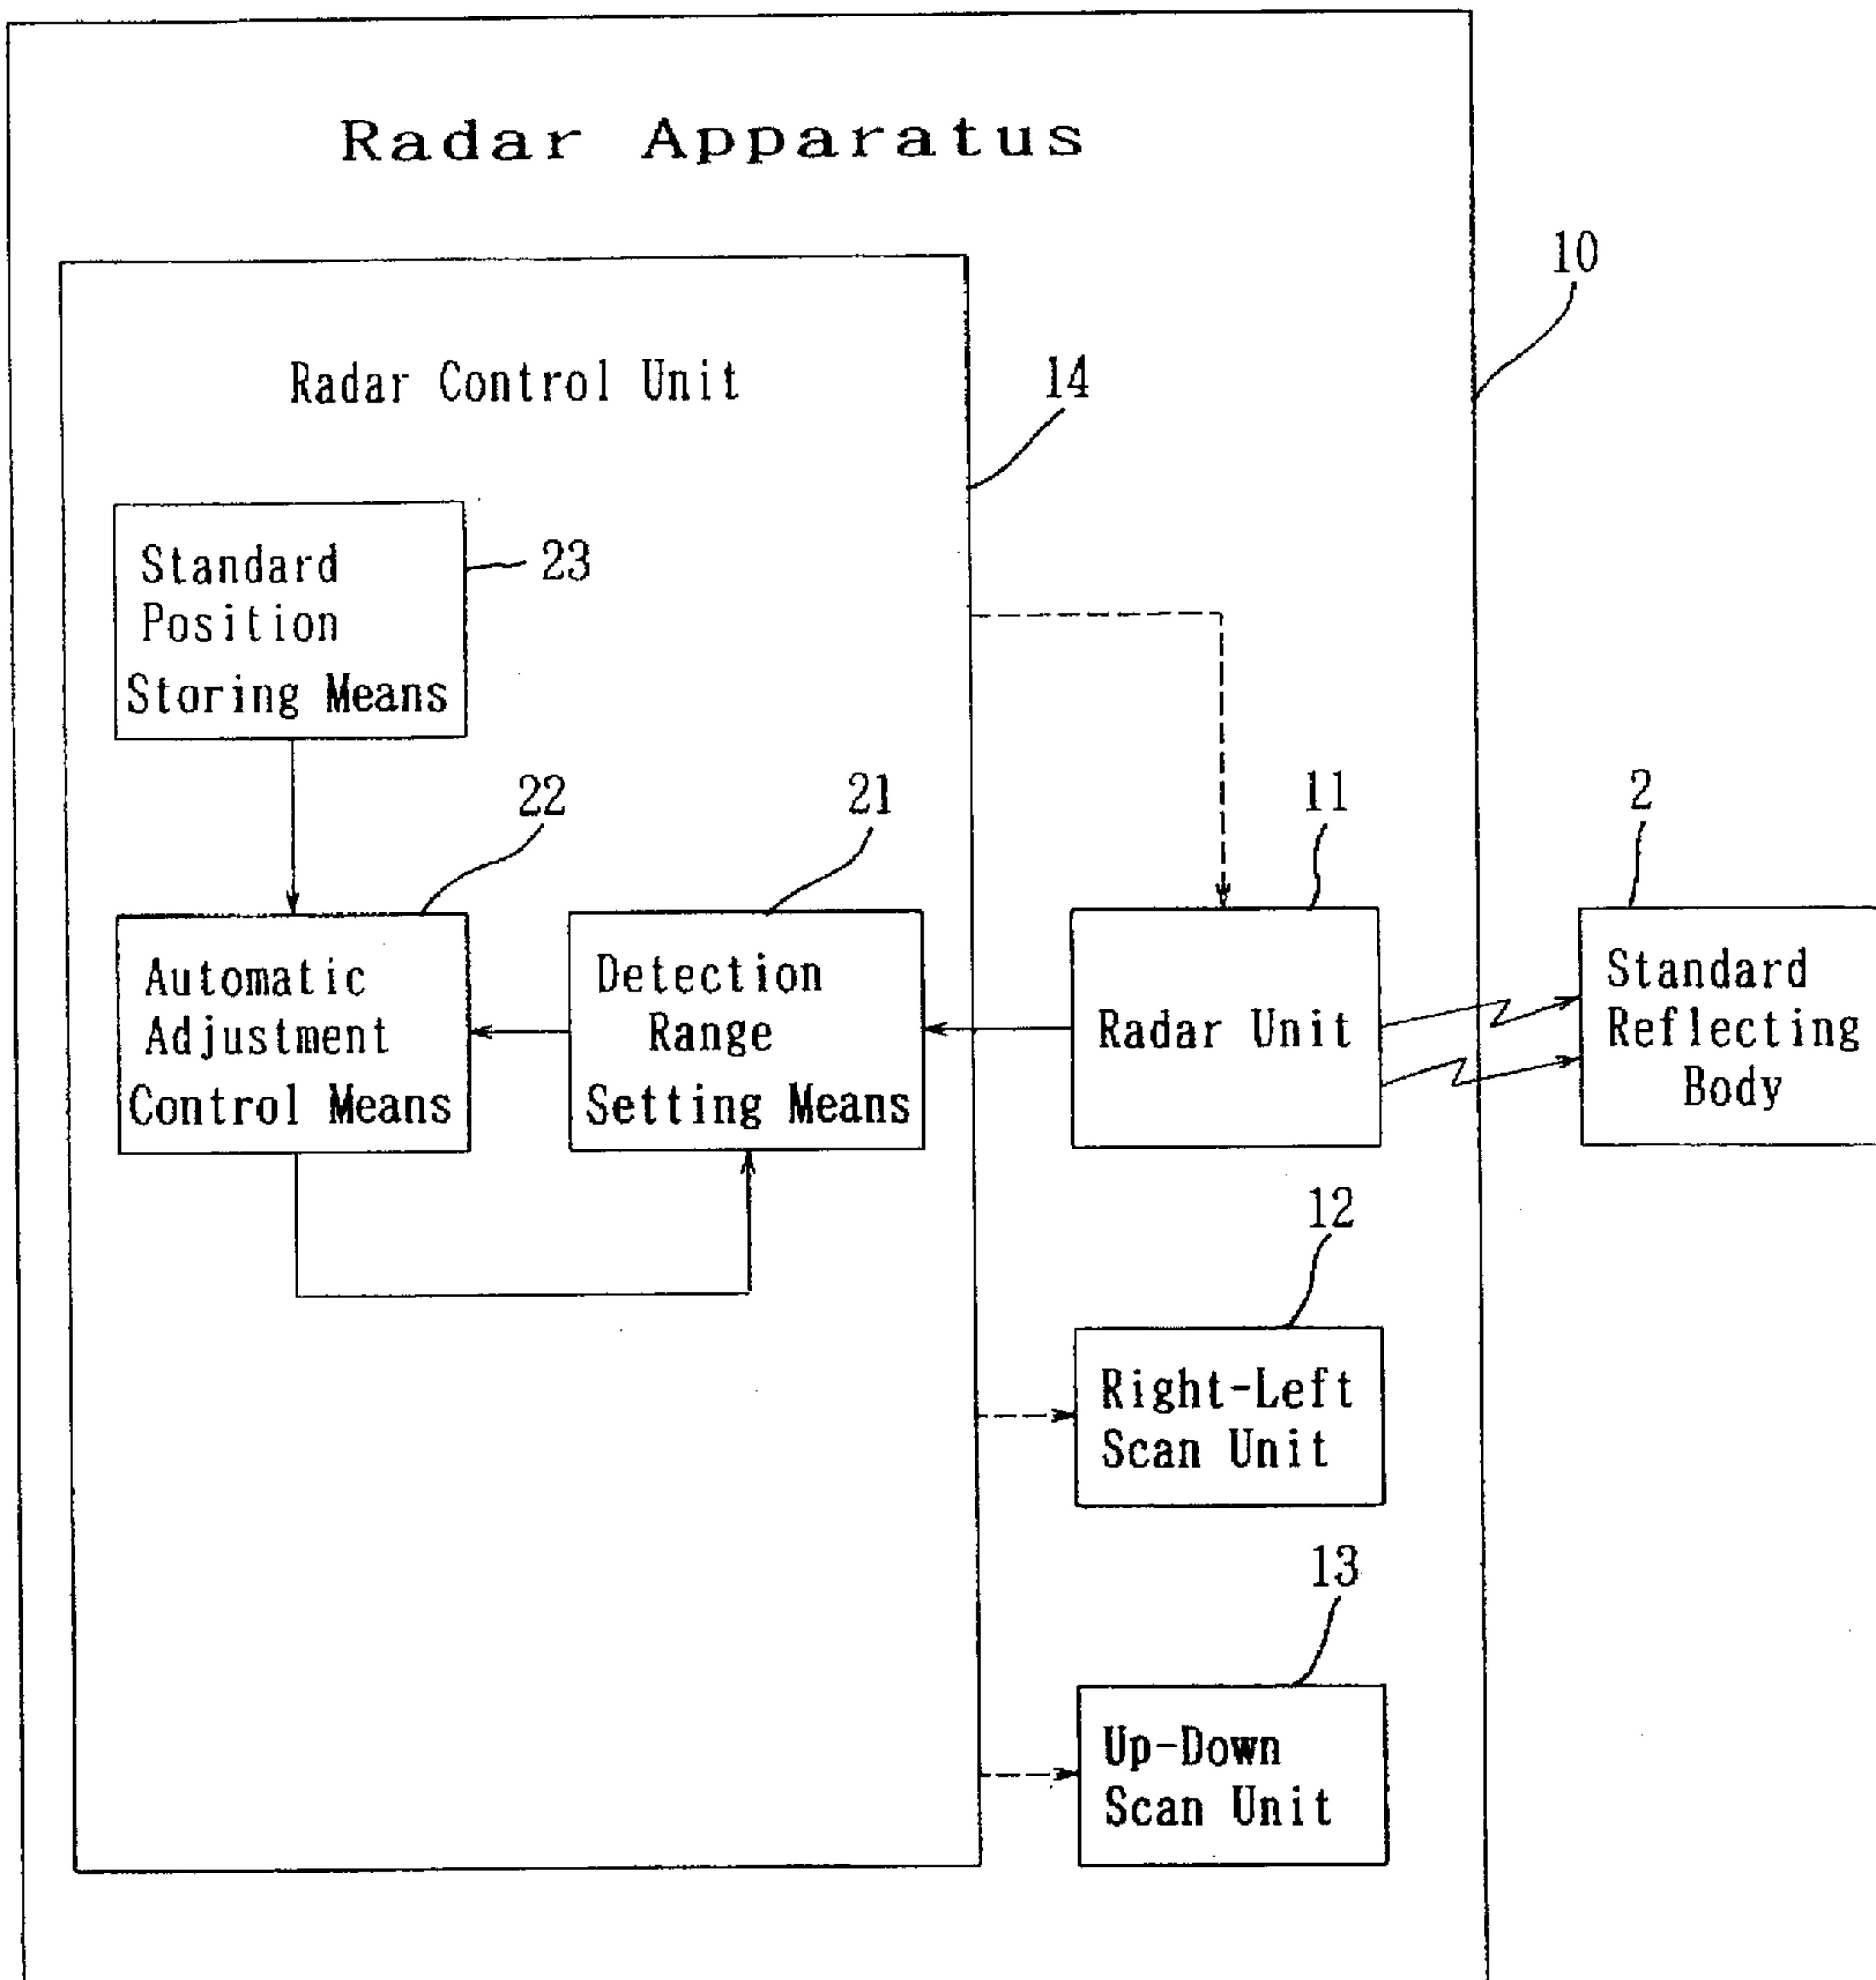 Radar Apparatus
10
Radar Control Unit
14
Standard
Position
Storing Means
23
22
21
11
2
Automatic
Adjustment
Control Means
Detection
Range
Setting Means
Radar Unit
Standard
Reflecting
Body
12
Right-Left
Scan Unit
13
Up-Down
Scan Unit